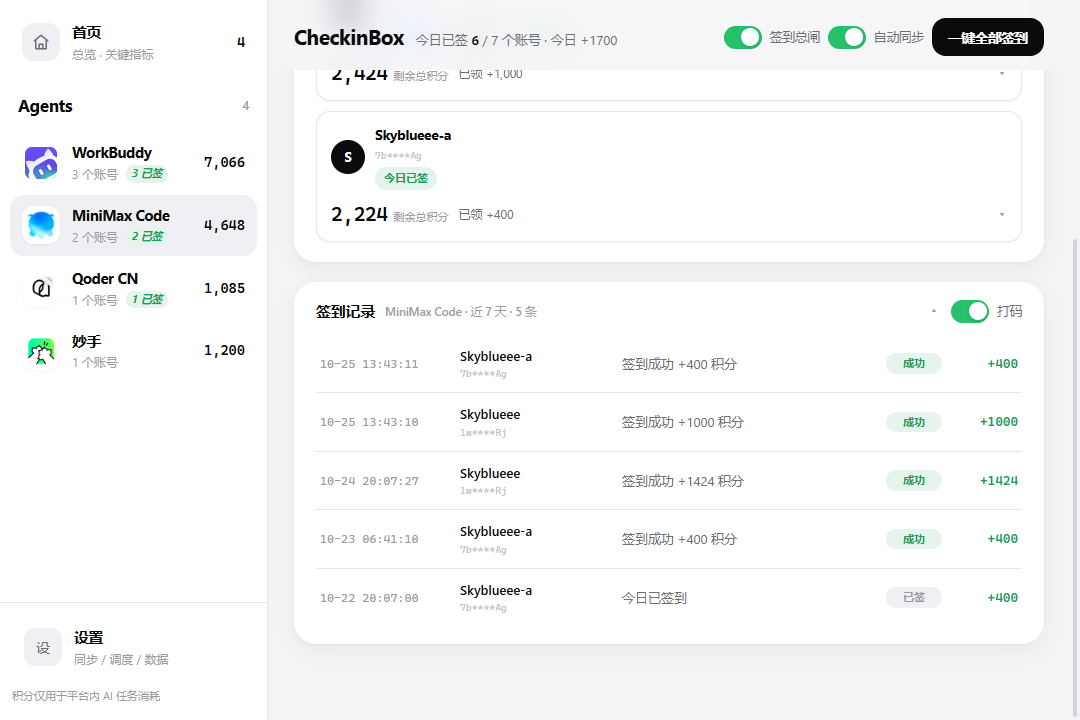 首页
总览 · 关键指标
4
Agents
4
WorkBuddy
3 个账号 3 已签
7,066
MiniMax Code
2 个账号 2 已签
4,648
Qoder CN
1 个账号 1 已签
1,085
妙手
1 个账号
1,200
设
设置
同步 / 调度 / 数据
积分仅用于平台内 AI 任务消耗
CheckinBox 今日已签 6 / 7 个账号 · 今日 +1700
签到总闸
自动同步
一键全部签到
2,424 剩余总积分 已领 +1,000
S
Skyblueee-a
7b****Ag
今日已签
2,224 剩余总积分 已领 +400
签到记录 MiniMax Code · 近 7 天 · 5 条
打码
10-25 13:43:11 Skyblueee-a 签到成功 +400 积分 成功 +400
7b****Ag
10-25 13:43:10 Skyblueee 签到成功 +1000 积分 成功 +1000
1w****Rj
10-24 20:07:27 Skyblueee 签到成功 +1424 积分 成功 +1424
1w****Rj
10-23 06:41:10 Skyblueee-a 签到成功 +400 积分 成功 +400
7b****Ag
10-22 20:07:00 Skyblueee-a 今日已签到 已签 +400
7b****Ag